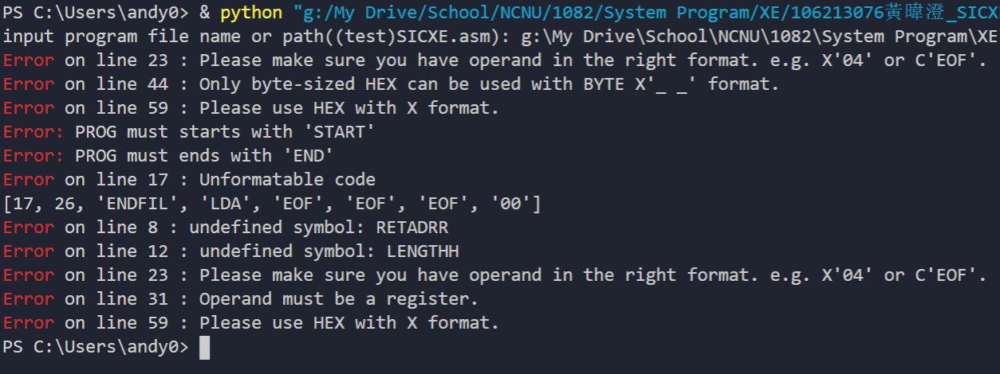 PS C:\Users\andy0> & python "g:/My Drive/School/NCNU/1082/System Program/XE/106213076黃暐澄_SICX
input program file name or path((test)SICXE.asm): g:\My Drive\School\NCNU\1082\System Program\XE
Error on line 23 : Please make sure you have operand in the right format. e.g. X'04' or C'EOF'.
Error on line 44 : Only byte-sized HEX can be used with BYTE X'_ _' format.
Error on line 59 : Please use HEX with X format.
Error: PROG must starts with 'START'
Error: PROG must ends with 'END'
Error on line 17 : Unformatable code
[17, 26, 'ENDFIL', 'LDA', 'EOF', 'EOF', 'EOF', '00']
Error on line 8 : undefined symbol: RETADRR
Error on line 12 : undefined symbol: LENGTHH
Error on line 23 : Please make sure you have operand in the right format. e.g. X'04' or C'EOF'.
Error on line 31 : Operand must be a register.
Error on line 59 : Please use HEX with X format.
PS C:\Users\andy0>